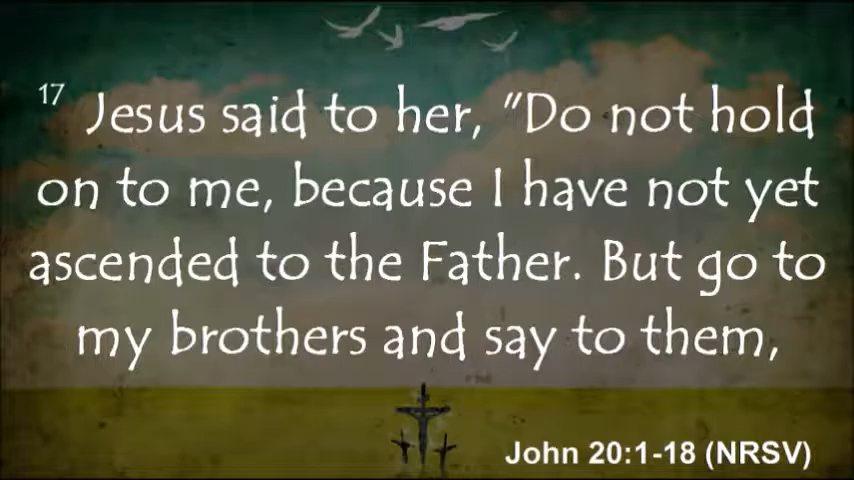 17 Jesus said to her, “Do not hold
on to me, because I have not yet
ascended to the Father. But go to
my brothers and say to them,
John 20:1-18 (NRSV)